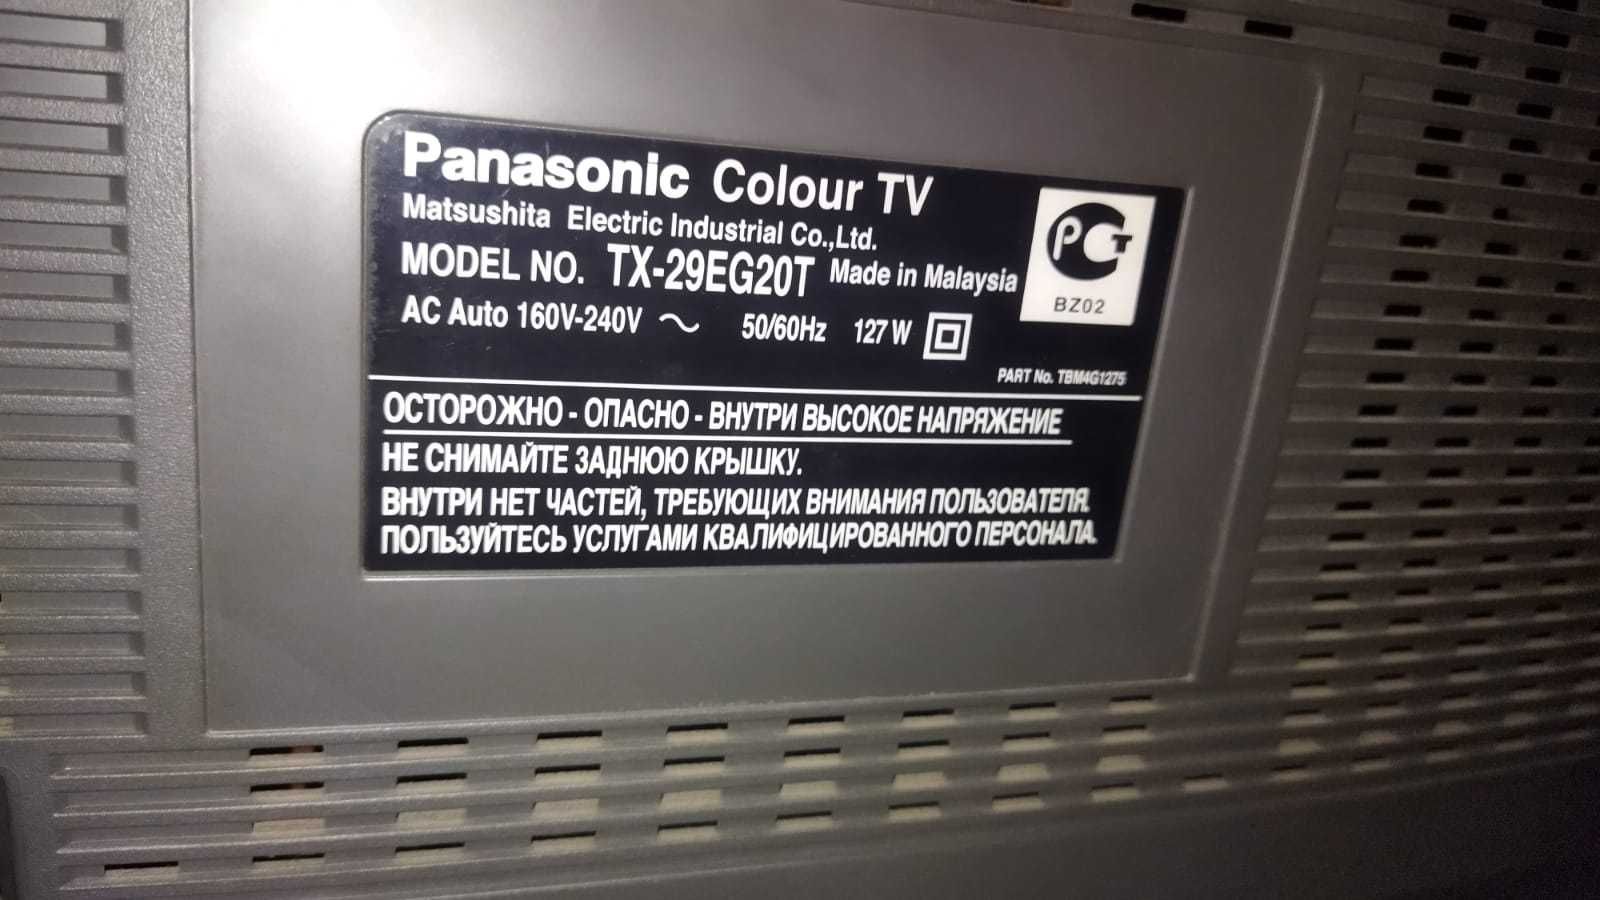 Panasonic Colour TV
Matsushita Electric Industrial Co.,Ltd.
MODEL NO. TX-29EG20T Made in Malaysia
РСТ
BZ02
AC Auto 160V-240V ~ 50/60Hz 127 W
PART No. TBM4G1275
ОСТОРОЖНО - ОПАСНО - ВНУТРИ ВЫСОКОЕ НАПРЯЖЕНИЕ
НЕ СНИМАЙТЕ ЗАДНЮЮ КРЫШКУ.
ВНУТРИ НЕТ ЧАСТЕЙ, ТРЕБУЮЩИХ ВНИМАНИЯ ПОЛЬЗОВАТЕЛЯ.
ПОЛЬЗУЙТЕСЬ УСЛУГАМИ КВАЛИФИЦИРОВАННОГО ПЕРСОНАЛА.